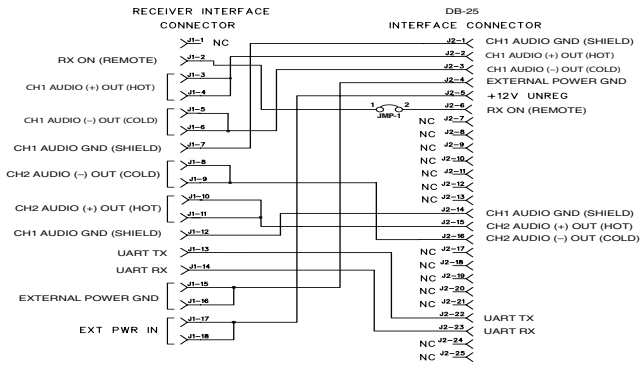 RECEIVER INTERFACE
CONNECTOR
DB-25
INTERFACE CONNECTOR
J1-1 NC
RX ON (REMOTE) J1-2
CH1 AUDIO (+) OUT (HOT) J1-3
J1-4
CH1 AUDIO (-) OUT (COLD) J1-5
J1-6
CH1 AUDIO GND (SHIELD) J1-7
CH2 AUDIO (-) OUT (COLD) J1-8
J1-9
CH2 AUDIO (+) OUT (HOT) J1-10
J1-11
CH1 AUDIO GND (SHIELD) J1-12
UART TX J1-13
UART RX J1-14
EXTERNAL POWER GND J1-15
J1-16
EXT PWR IN J1-17
J1-18
1 2
JMP-1
J2-1 CH1 AUDIO GND (SHIELD)
J2-2 CH1 AUDIO (+) OUT (HOT)
J2-3 CH1 AUDIO (-) OUT (COLD)
J2-4 EXTERNAL POWER GND
J2-5 +12V UNREG
J2-6 RX ON (REMOTE)
NC J2-7
NC J2-8
NC J2-9
NC J2-10
NC J2-11
NC J2-12
NC J2-13
J2-14 CH1 AUDIO GND (SHIELD)
J2-15 CH2 AUDIO (+) OUT (HOT)
J2-16 CH2 AUDIO (-) OUT (COLD)
NC J2-17
NC J2-18
NC J2-19
NC J2-20
NC J2-21
J2-22 UART TX
J2-23 UART RX
NC J2-24
NC J2-25